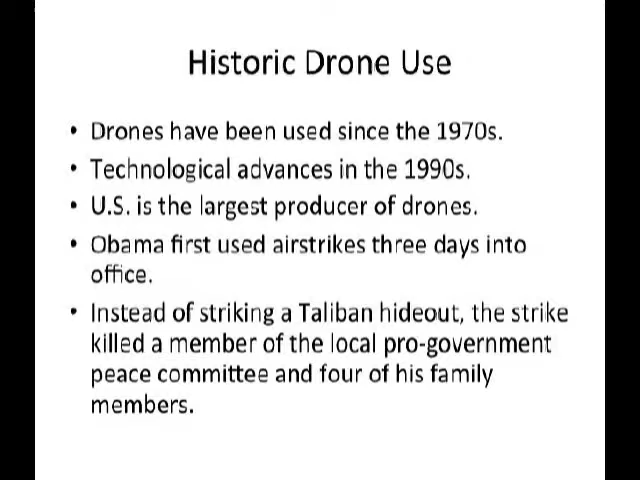 Historic Drone Use
• Drones have been used since the 1970s.
• Technological advances in the 1990s.
• U.S. is the largest producer of drones.
• Obama first used airstrikes three days into
office.
• Instead of striking a Taliban hideout, the strike
killed a member of the local pro-government
peace committee and four of his family
members.